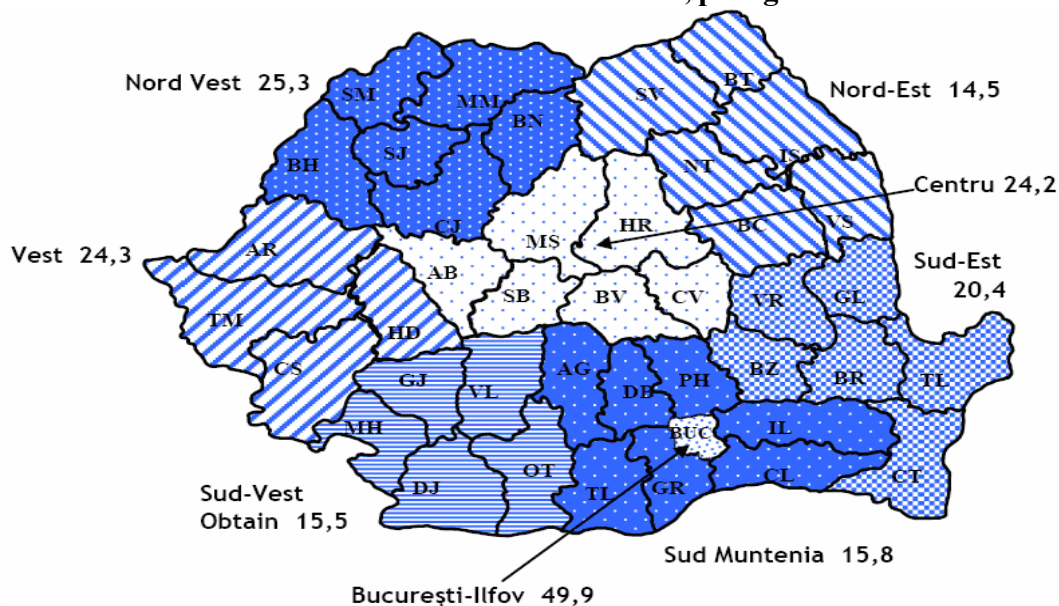 Nord Vest 25,3
SM
MM
BN
SV
BT
Nord-Est 14,5
BH
SJ
NT
IS
Centru 24,2
CJ
MS
HR
BC
VS
Vest 24,3
AR
AB
SB
BV
CV
VR
GL
Sud-Est
20,4
TM
HD
CS
GJ
VL
AG
DB
PH
BZ
BR
TL
MH
BUC
IL
DJ
OT
TL
GR
CL
CT
Sud-Vest
Obtain 15,5
Sud Muntenia 15,8
Bucureşti-Ilfov 49,9